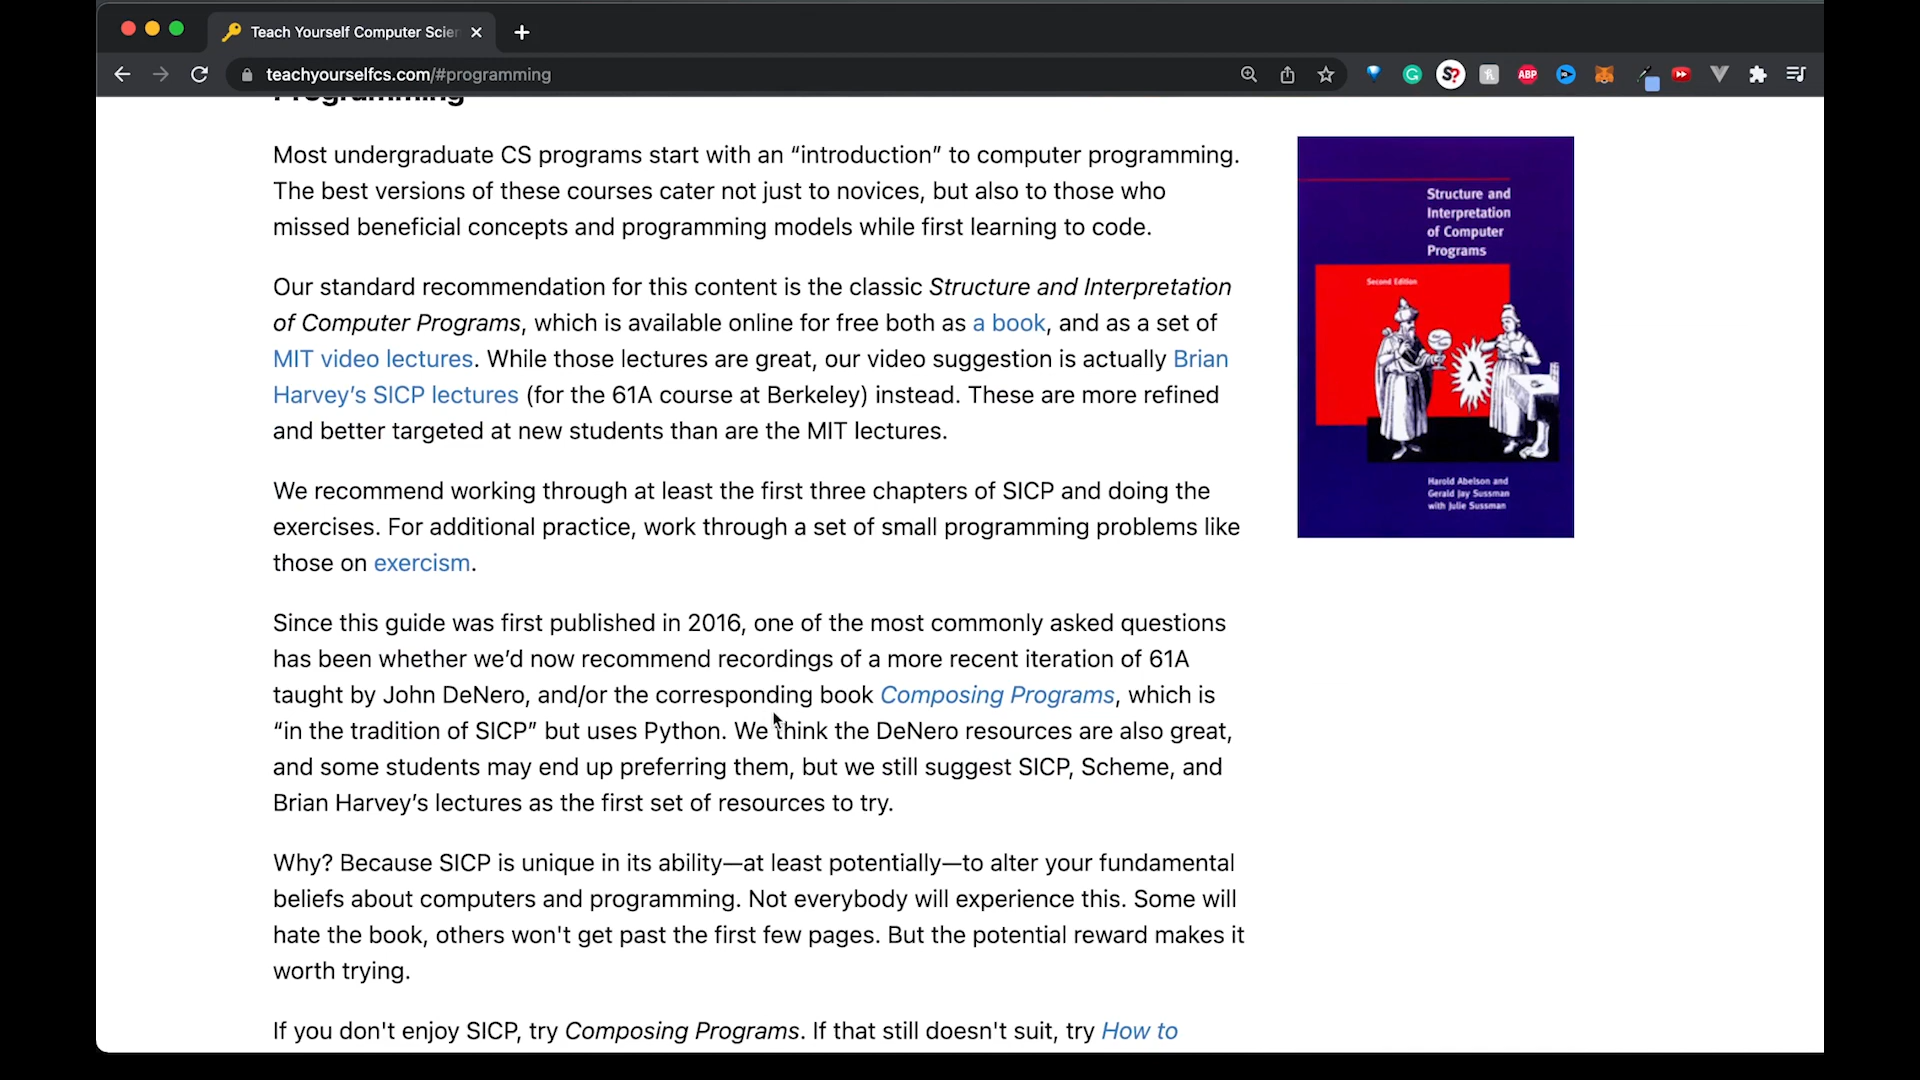 Teach Yourself Computer Scien
teachyourselfcs.com/#programming
ABP
Programming
Most undergraduate CS programs start with an “introduction” to computer programming.
The best versions of these courses cater not just to novices, but also to those who
missed beneficial concepts and programming models while first learning to code.
Our standard recommendation for this content is the classic Structure and Interpretation
of Computer Programs, which is available online for free both as a book, and as a set of
MIT video lectures. While those lectures are great, our video suggestion is actually Brian
Harvey’s SICP lectures (for the 61A course at Berkeley) instead. These are more refined
and better targeted at new students than are the MIT lectures.
We recommend working through at least the first three chapters of SICP and doing the
exercises. For additional practice, work through a set of small programming problems like
those on exercism.
Since this guide was first published in 2016, one of the most commonly asked questions
has been whether we’d now recommend recordings of a more recent iteration of 61A
taught by John DeNero, and/or the corresponding book Composing Programs, which is
“in the tradition of SICP” but uses Python. We think the DeNero resources are also great,
and some students may end up preferring them, but we still suggest SICP, Scheme, and
Brian Harvey’s lectures as the first set of resources to try.
Why? Because SICP is unique in its ability—at least potentially—to alter your fundamental
beliefs about computers and programming. Not everybody will experience this. Some will
hate the book, others won't get past the first few pages. But the potential reward makes it
worth trying.
If you don't enjoy SICP, try Composing Programs. If that still doesn't suit, try How to
Structure and
Interpretation
of Computer
Programs
Second Edition
λ
Harold Abelson and
Gerald Jay Sussman
with Julie Sussman